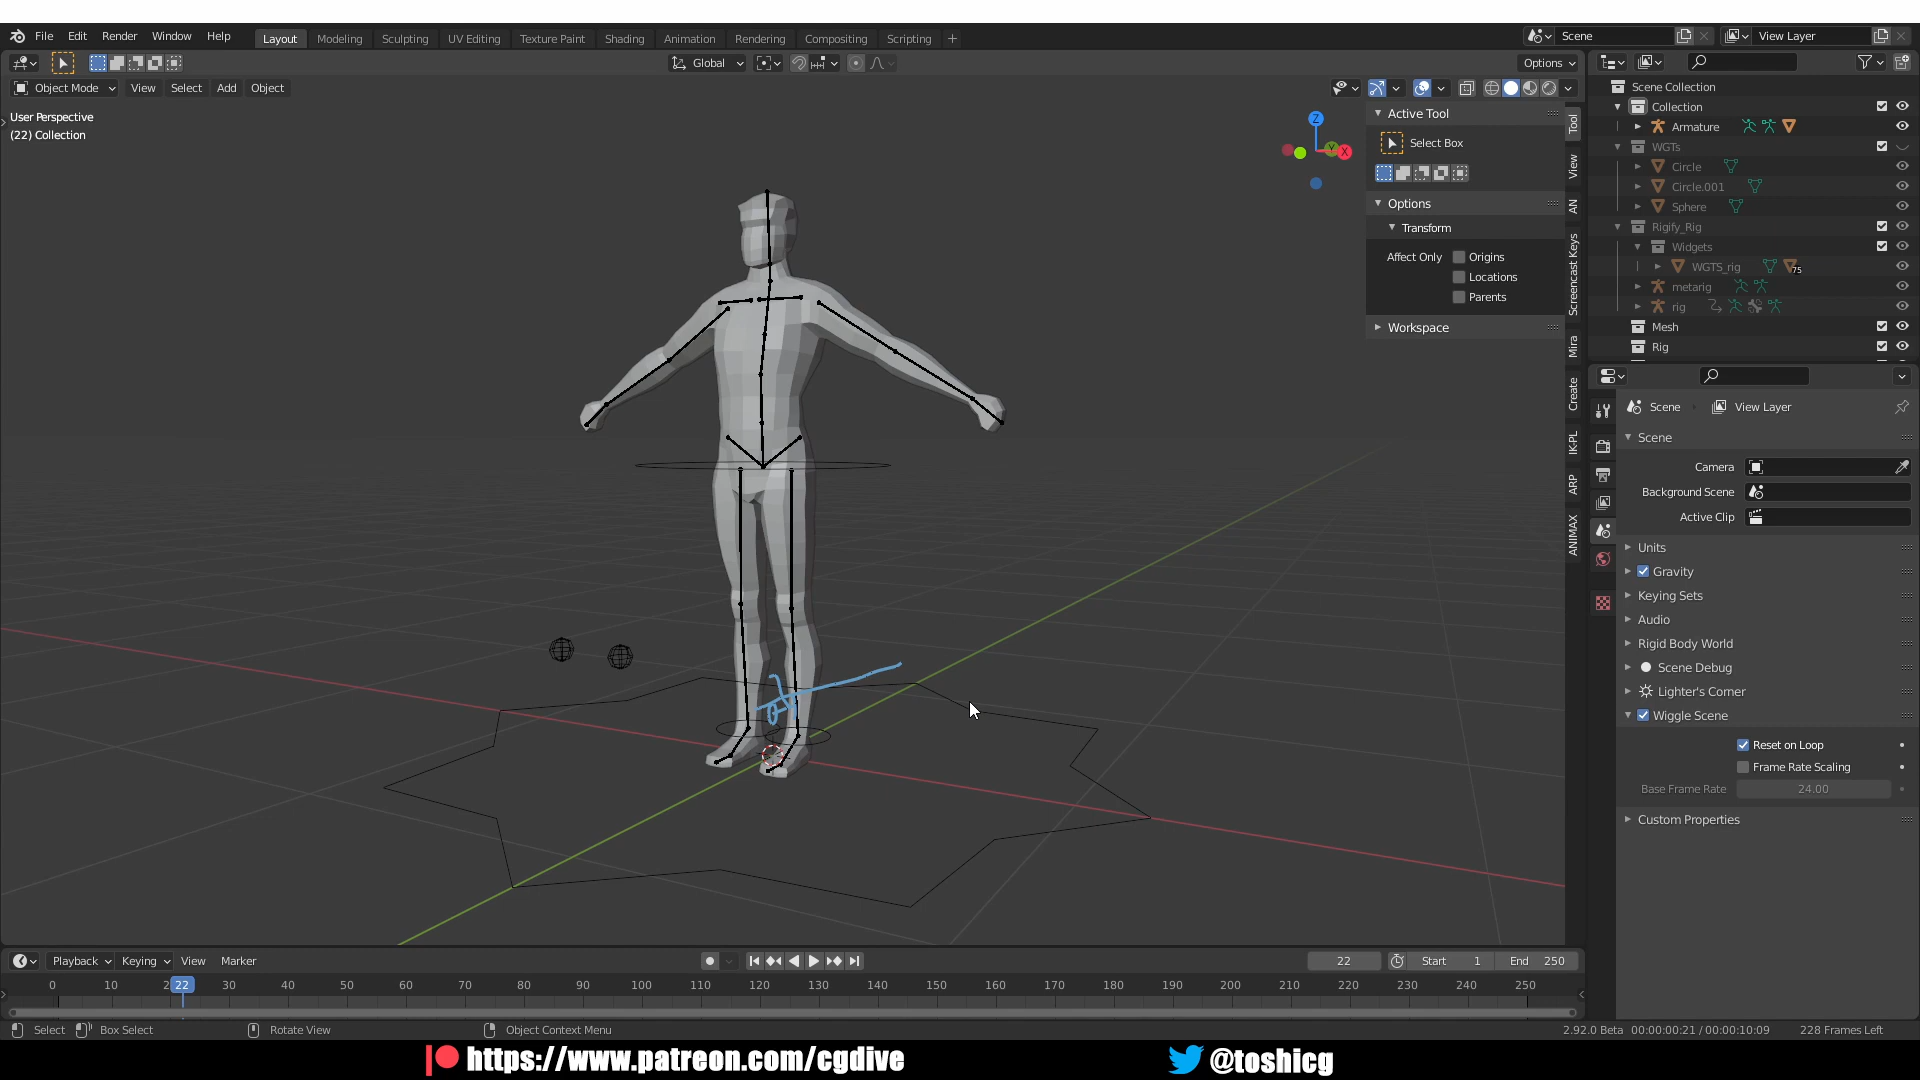 File Edit Render Window Help Layout Modeling Sculpting UV Editing Texture Paint Shading Animation Rendering Compositing Scripting + Scene View Layer
Global Options
Object Mode View Select Add Object
User Perspective
(22) Collection
Z
Y
X
Active Tool
Select Box
Options
Transform
Affect Only Origins
Locations
Parents
Workspace
Tool
View
AN
Screencast Keys
Mira
Create
IK-PL
ARP
ANIMAX
Scene Collection
Collection
Armature
WGTs
Circle
Circle.001
Sphere
Rigify_Rig
Widgets
WGTS_rig 75
metarig
rig
Mesh
Rig
Scene View Layer
Scene
Camera
Background Scene
Active Clip
Units
Gravity
Keying Sets
Audio
Rigid Body World
Scene Debug
Lighter's Corner
Wiggle Scene
Reset on Loop
Frame Rate Scaling
Base Frame Rate 24.00
Custom Properties
Playback Keying View Marker 22 Start 1 End 250
0 10 2 22 30 40 50 60 70 80 90 100 110 120 130 140 150 160 170 180 190 200 210 220 230 240 250
Select Box Select Rotate View Object Context Menu 2.92.0 Beta 00:00:00:21 / 00:00:10:09 228 Frames Left
https://www.patreon.com/cgdive @toshicg